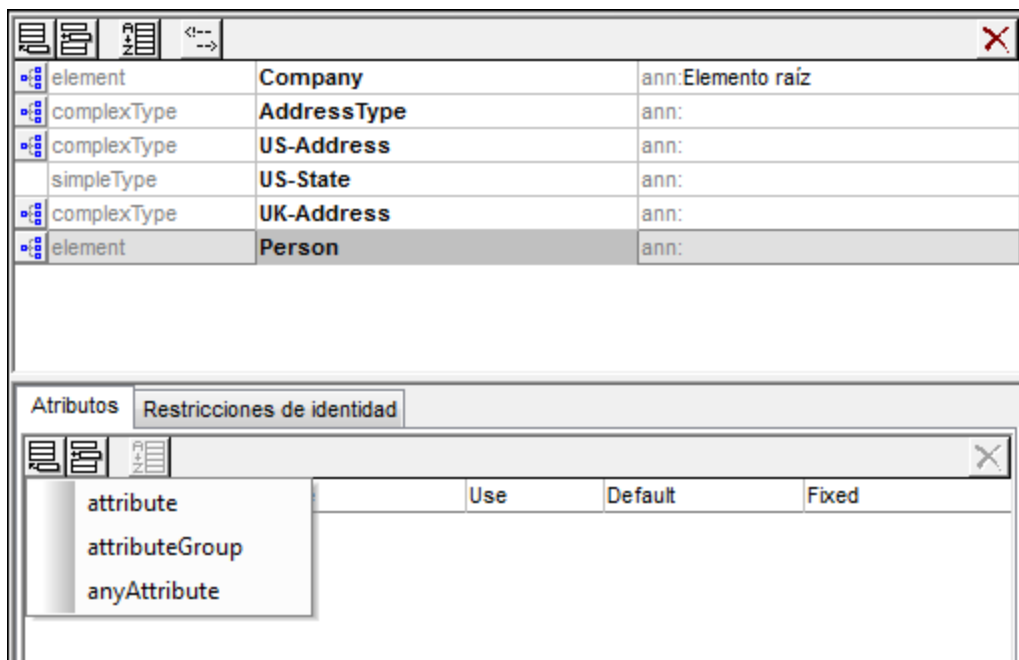 element Company ann:Elemento raíz
complexType AddressType ann:
complexType US-Address ann:
simpleType US-State ann:
complexType UK-Address ann:
element Person ann:
Atributos Restricciones de identidad
Use Default Fixed
attribute
attributeGroup
anyAttribute